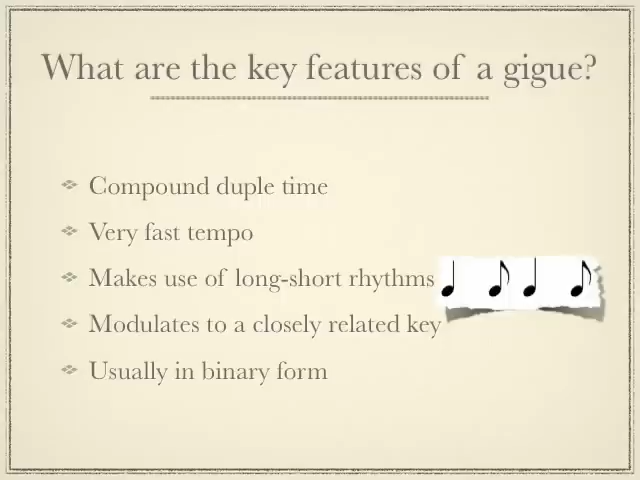 What are the key features of a gigue?
Compound duple time
Very fast tempo
Makes use of long-short rhythms
Modulates to a closely related key
Usually in binary form